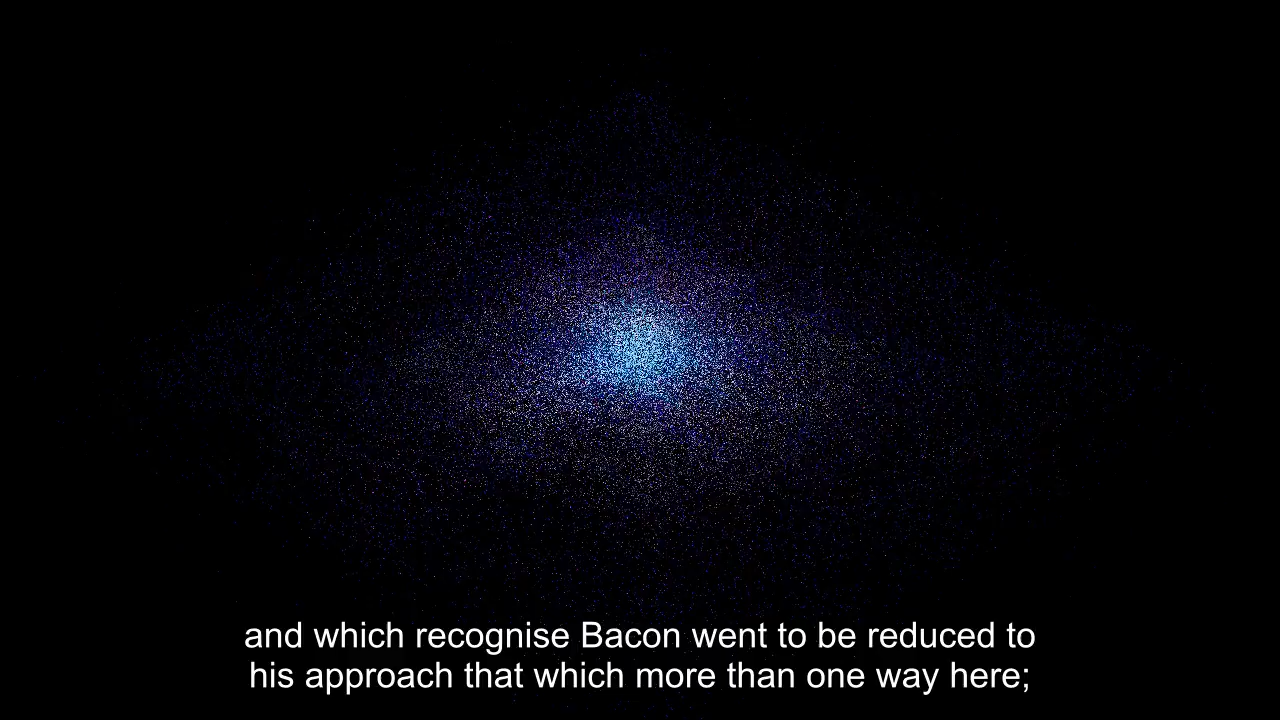 and which recognise Bacon went to be reduced to
his approach that which more than one way here;